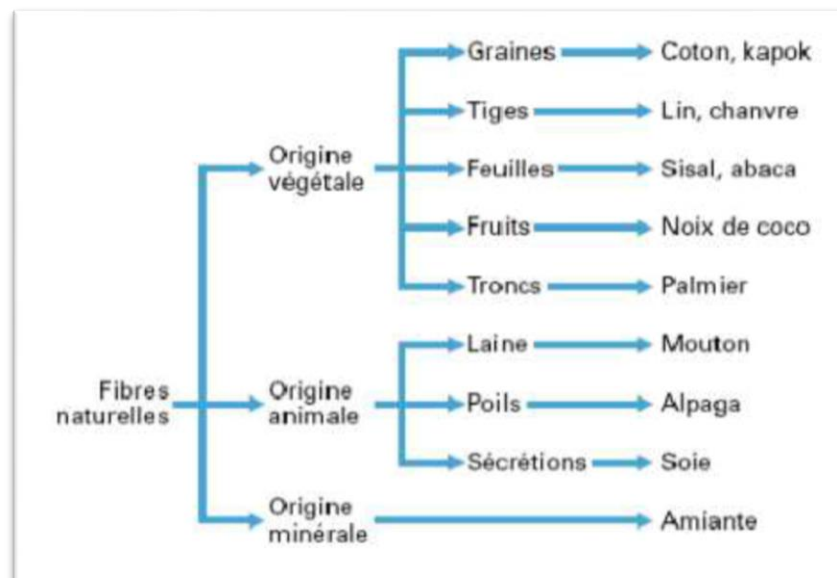 Graines
Coton, kapok
Tiges
Lin, chanvre
Origine
végétale
Feuilles
Sisal, abaca
Fruits
Noix de coco
Troncs
Palmier
Laine
Mouton
Fibres
naturelles
Origine
animale
Poils
Alpaga
Sécrétions
Soie
Origine
minérale
Amiante